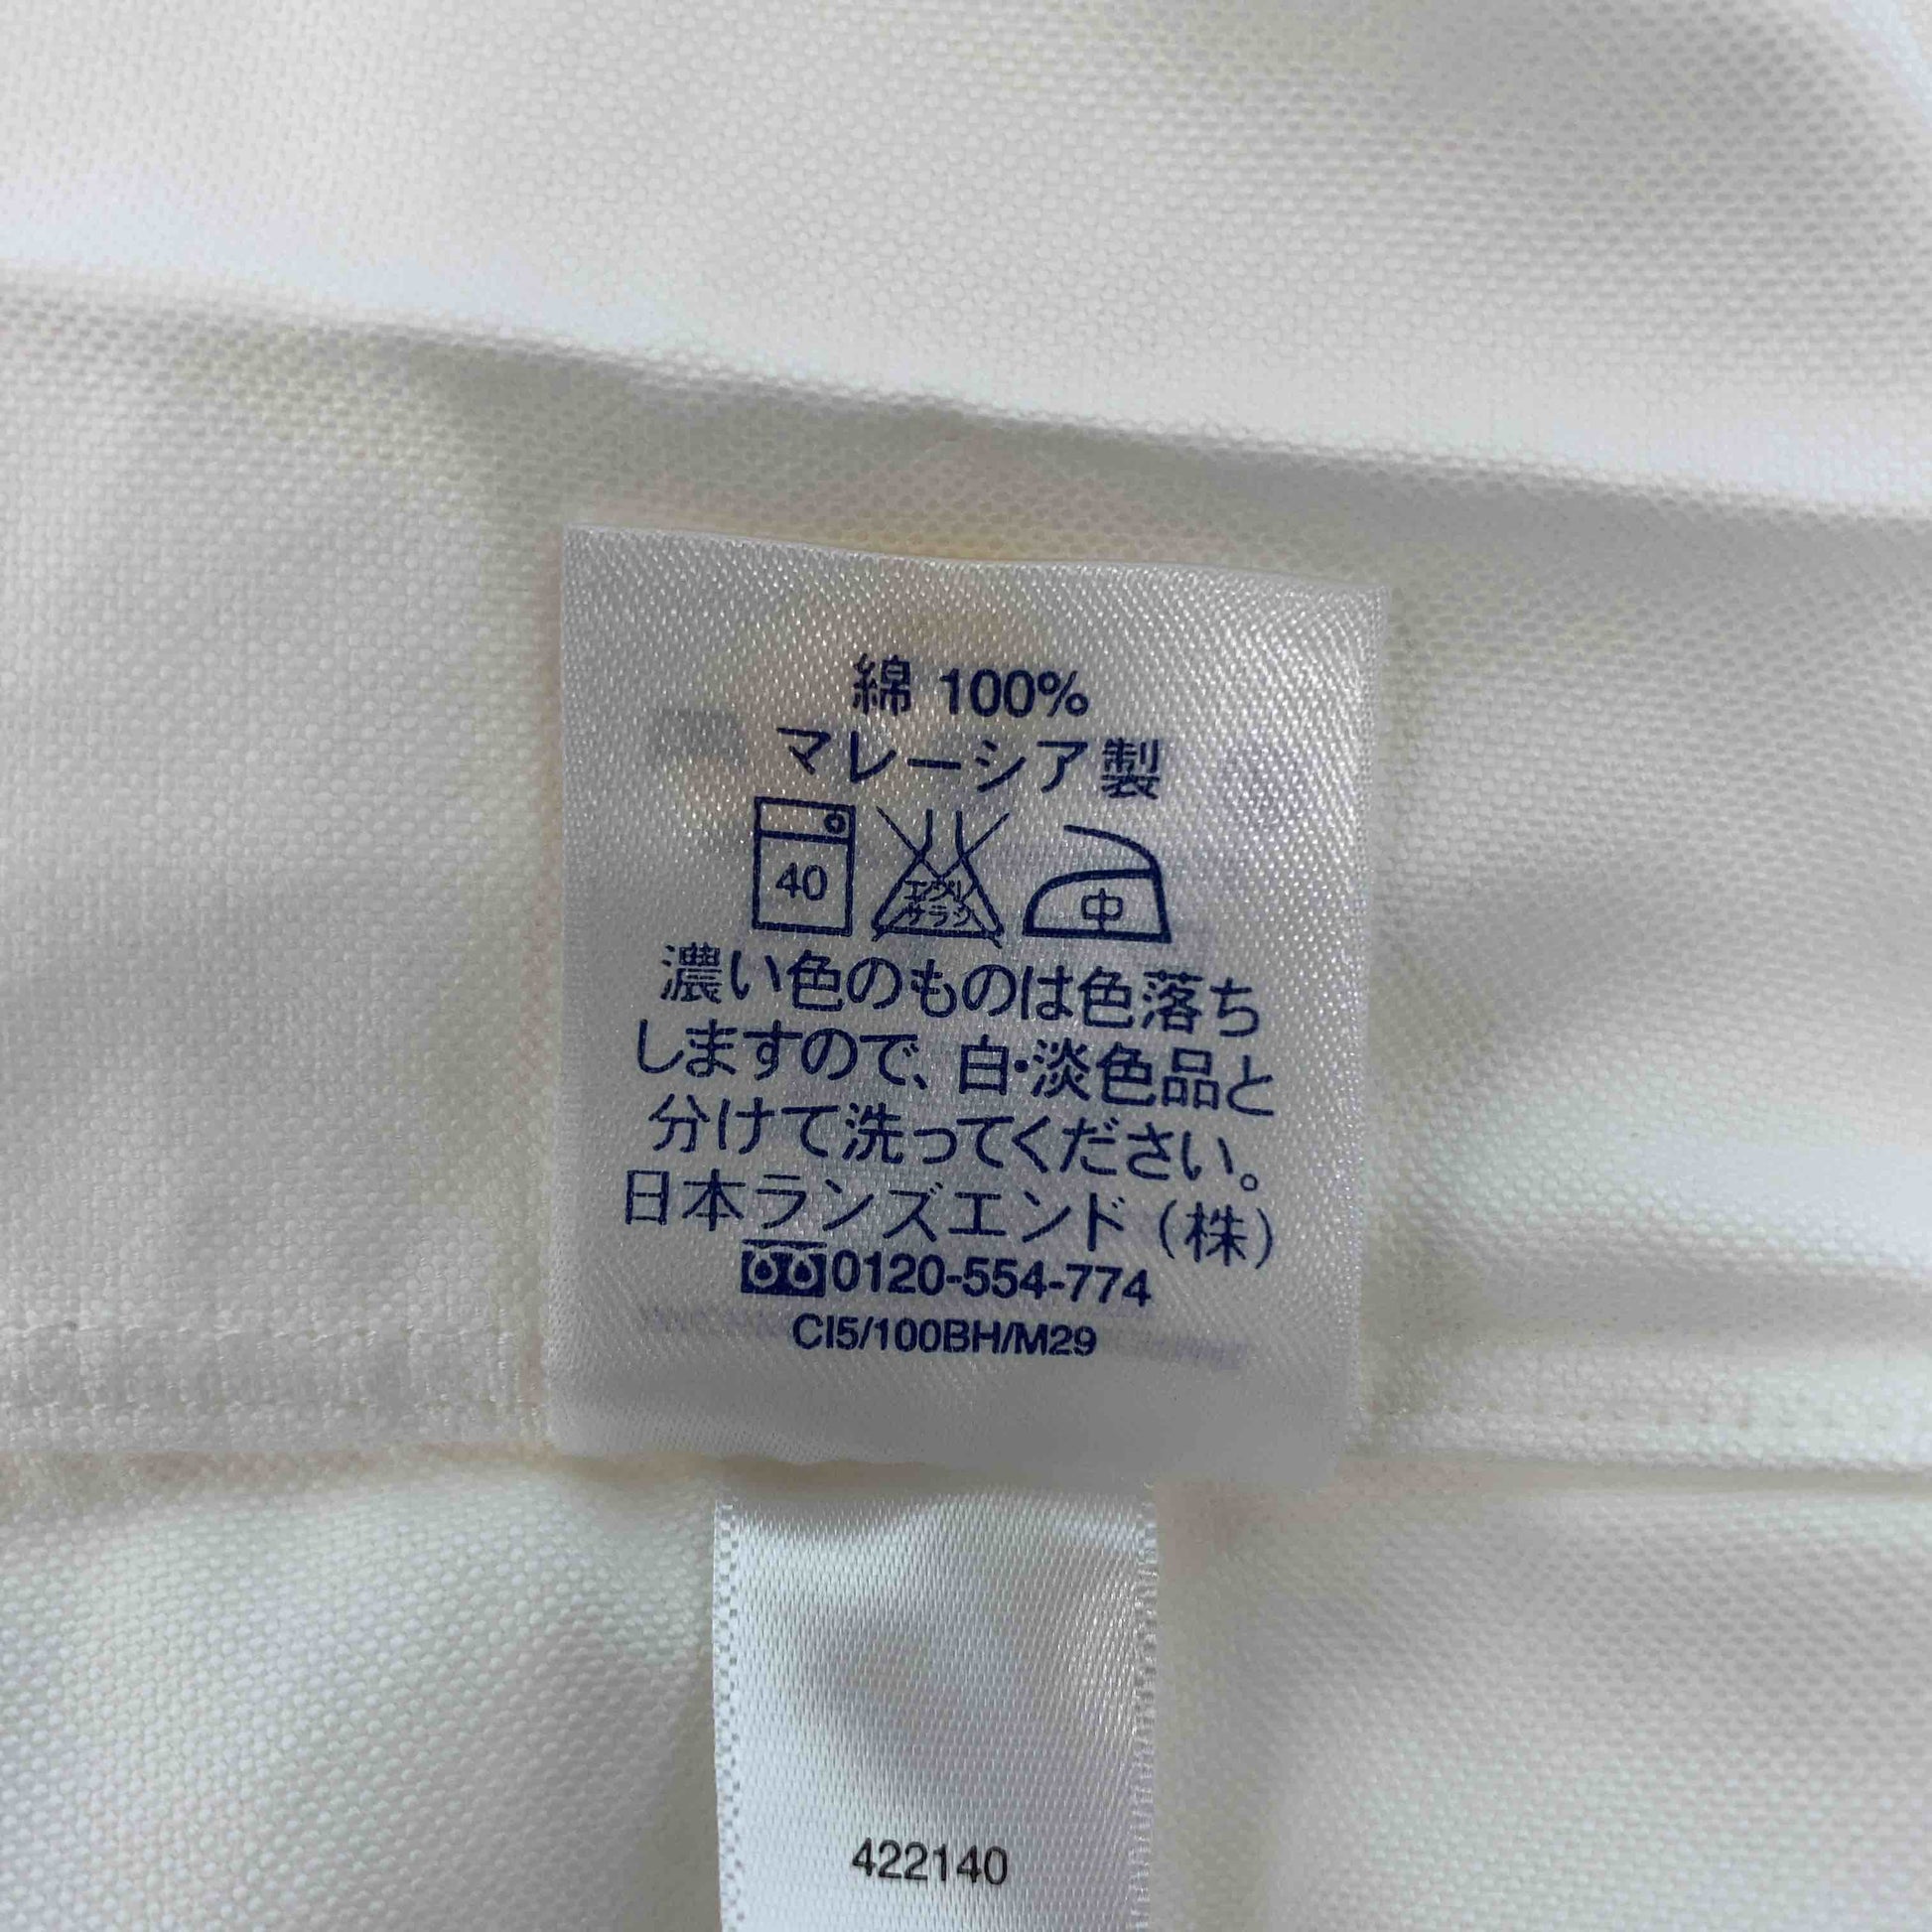 綿 100%
マレーシア製
40 エンソ サラシ 中
濃い色のものは色落ち
しますので、白・淡色品と
分けて洗ってください。
日本ランズエンド（株）
0120-554-774
CI5/100BH/M29
422140